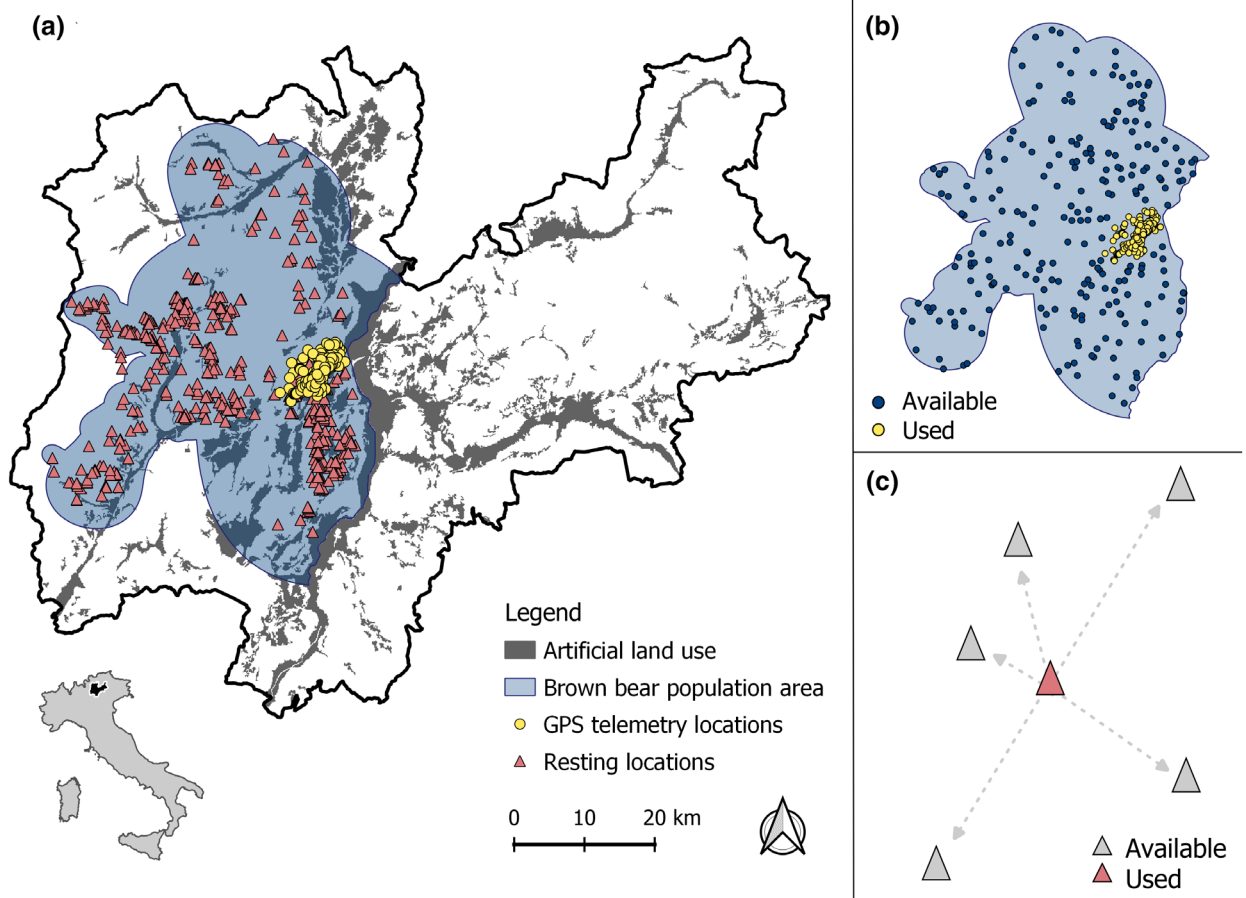 (a)
Legend
Artificial land use
Brown bear population area
GPS telemetry locations
Resting locations
0 10 20 km
(b)
Available
Used
(c)
Available
Used